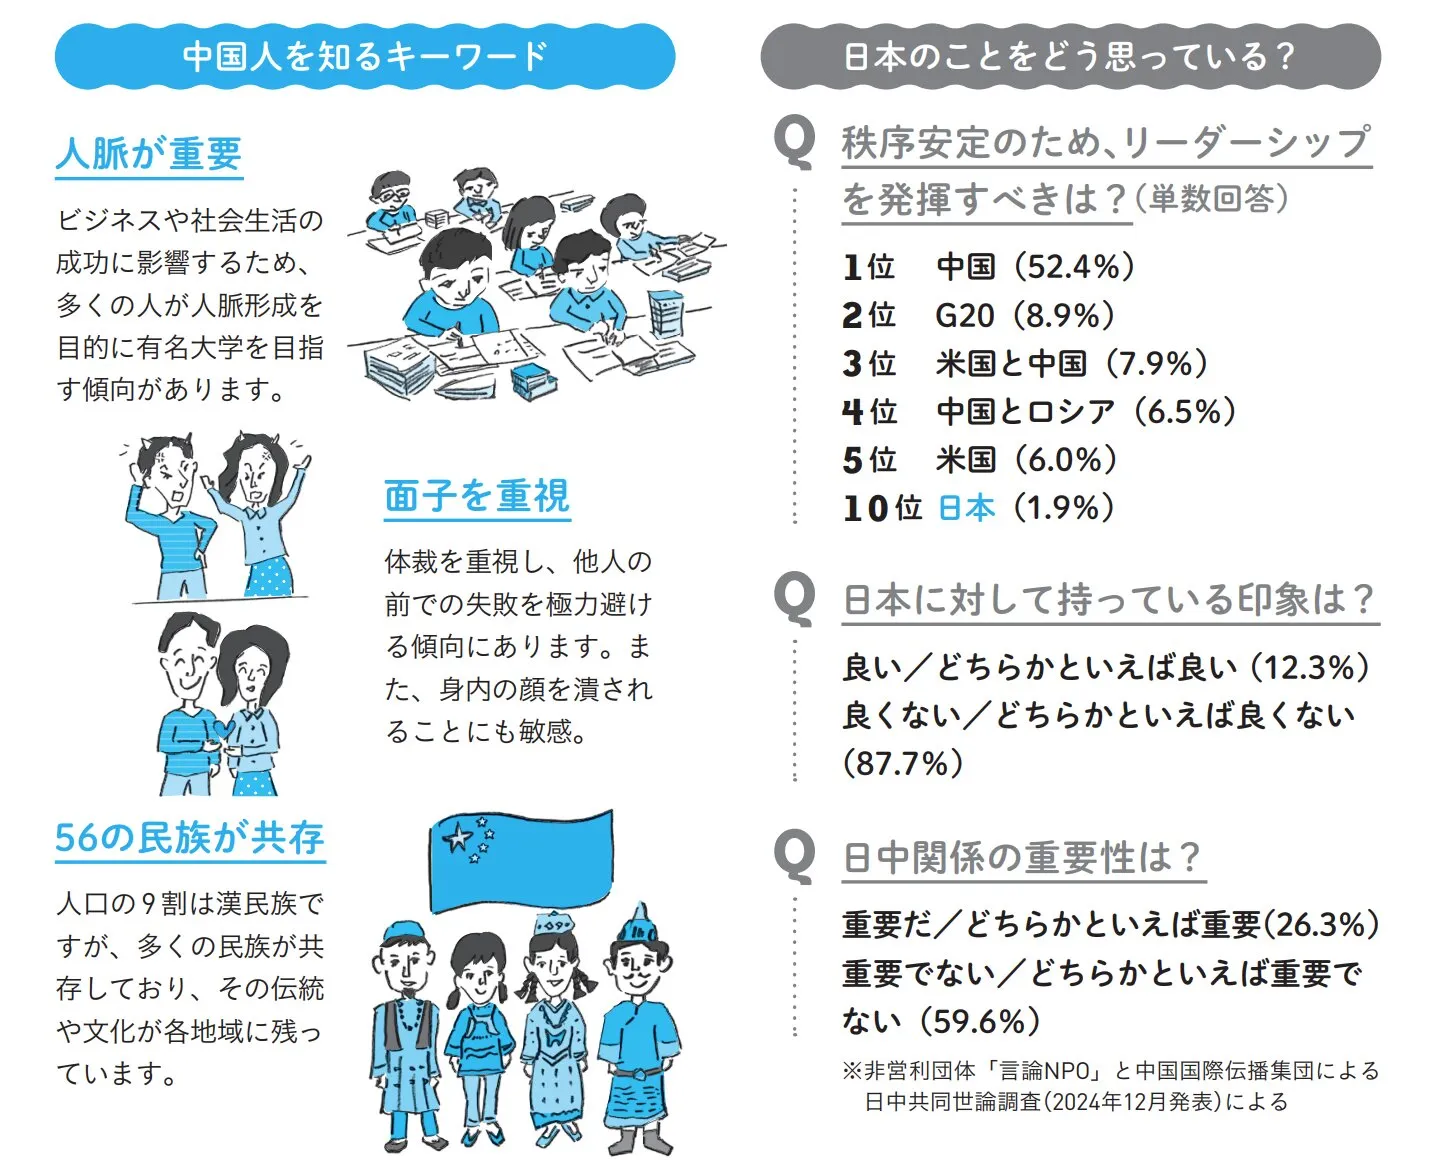 中国人を知るキーワード
人脈が重要
ビジネスや社会生活の
成功に影響するため、
多くの人が人脈形成を
目的に有名大学を目指
す傾向があります。
面子を重視
体裁を重視し、他人の
前での失敗を極力避け
る傾向にあります。ま
た、身内の顔を潰され
ることにも敏感。
56の民族が共存
人口の9割は漢民族で
すが、多くの民族が共
存しており、その伝統
や文化が各地域に残っ
ています。
日本のことをどう思っている？
Q 秩序安定のため、リーダーシップ
を発揮すべきは？(単数回答)
1位 中国（52.4％）
2位 G20（8.9％）
3位 米国と中国（7.9％）
4位 中国とロシア（6.5％）
5位 米国（6.0％）
10位 日本（1.9％）
Q 日本に対して持っている印象は？
良い／どちらかといえば良い（12.3％）
良くない／どちらかといえば良くない
（87.7％）
Q 日中関係の重要性は？
重要だ／どちらかといえば重要（26.3％）
重要でない／どちらかといえば重要で
ない（59.6％）
※非営利団体「言論NPO」と中国国際伝播集団による
日中共同世論調査（2024年12月発表）による